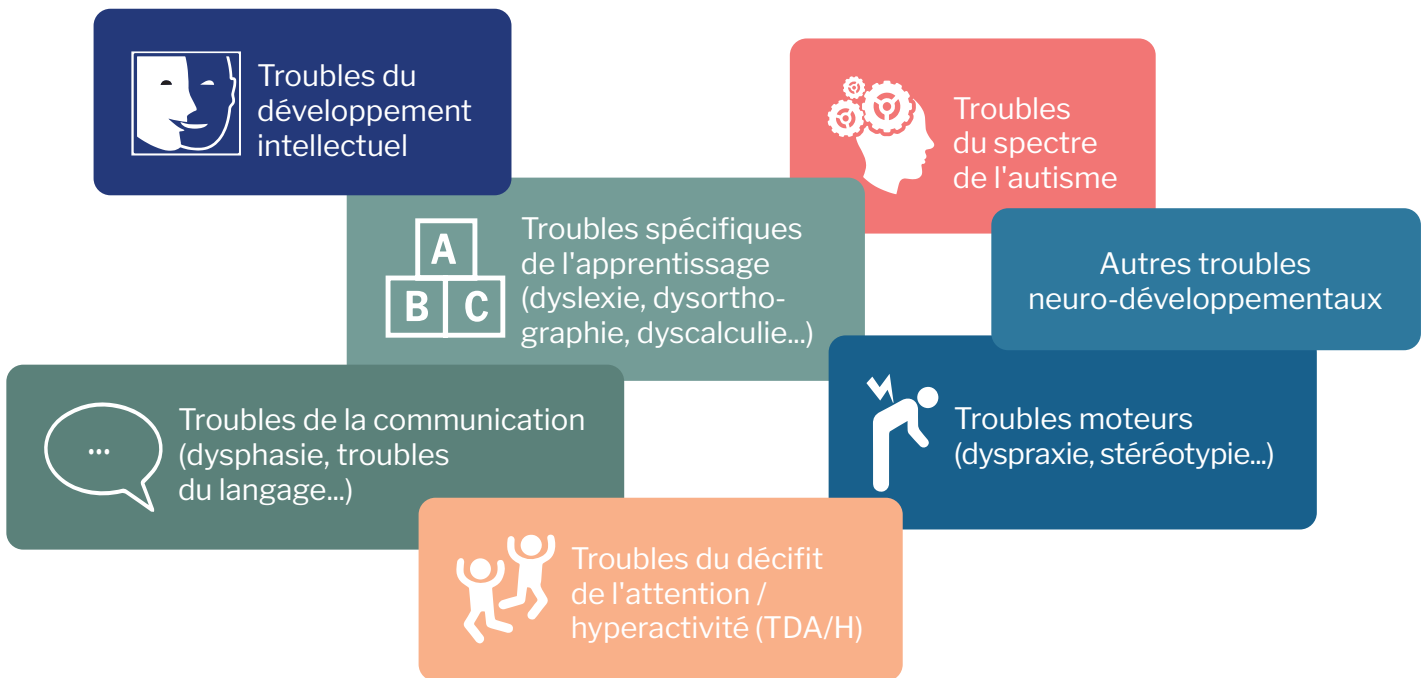 Troubles du
développement
intellectuel
Troubles
du spectre
de l'autisme
Troubles spécifiques
de l'apprentissage
(dyslexie, dysortho-
graphie, dyscalculie...)
A
B C
Autres troubles
neuro-développementaux
Troubles de la communication
(dysphasie, troubles
du langage...)
...
Troubles moteurs
(dyspraxie, stéréotypie...)
Troubles du décifit
de l'attention /
hyperactivité (TDA/H)